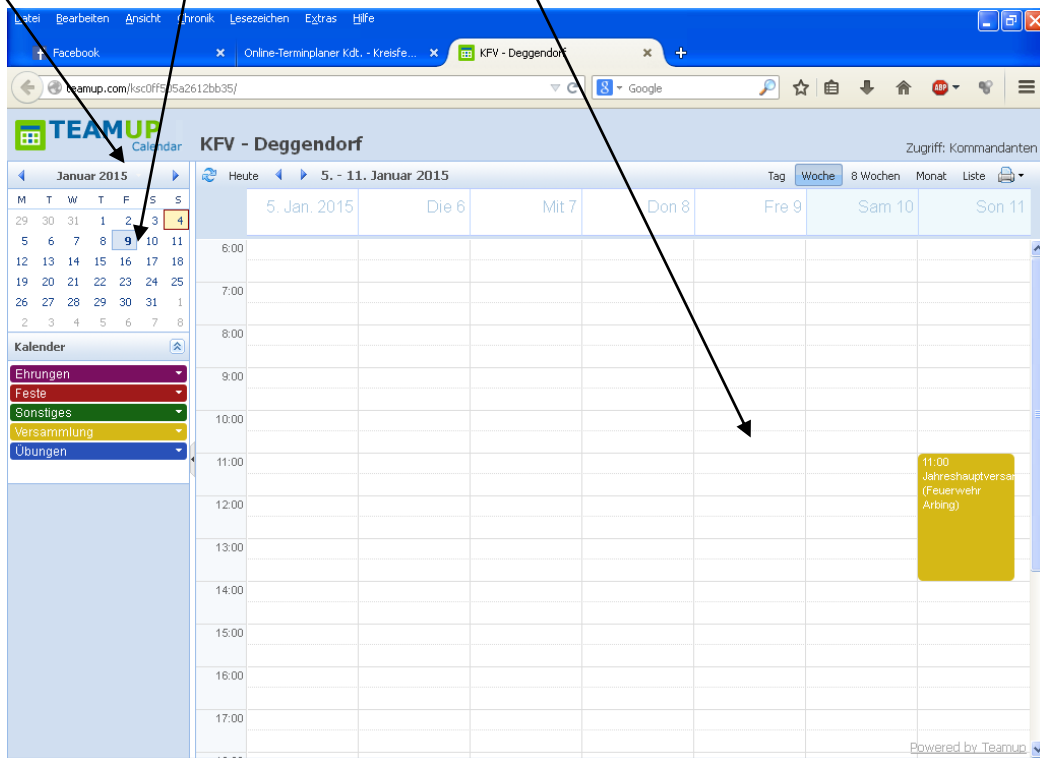 Datei Bearbeiten Ansicht Chronik Lesezeichen Extras Hilfe
Facebook Online-Terminplaner Kdt. - Kreisfe... KFV - Deggendorf
teamup.com/ksc0ff5 05a2612bb35/ Google
TEAMUP Calendar
KFV - Deggendorf
Zugriff: Kommandanten
Januar 2015
Heute 5. - 11. Januar 2015 Tag Woche 8 Wochen Monat Liste
M T W T F S S
29 30 31 1 2 3 4
5 6 7 8 9 10 11
12 13 14 15 16 17 18
19 20 21 22 23 24 25
26 27 28 29 30 31 1
2 3 4 5 6 7 8
Kalender
Ehrungen
Feste
Sonstiges
Versammlung
Übungen
5. Jan. 2015 Die 6 Mit 7 Don 8 Fre 9 Sam 10 Son 11
6:00
7:00
8:00
9:00
10:00
11:00
12:00
13:00
14:00
15:00
16:00
17:00
11:00
Jahreshauptversa
(Feuerwehr
Arbing)
Powered by Teamup